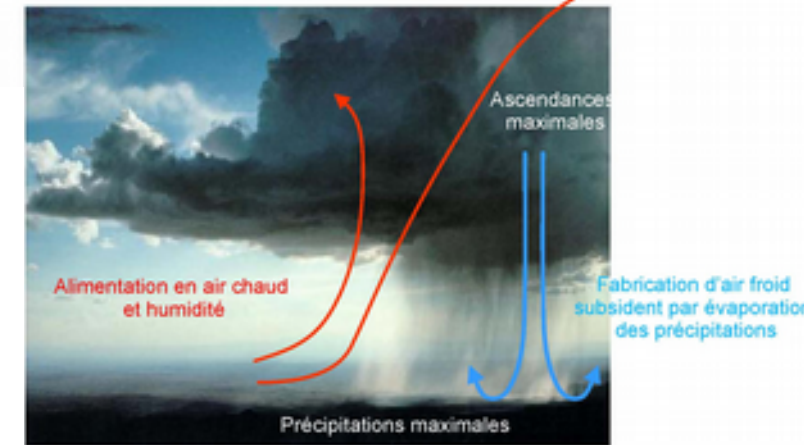 Ascendances
maximales
Alimentation en air chaud
et humidité
Fabrication d'air froid
subsident par évaporation
des précipitations
Précipitations maximales